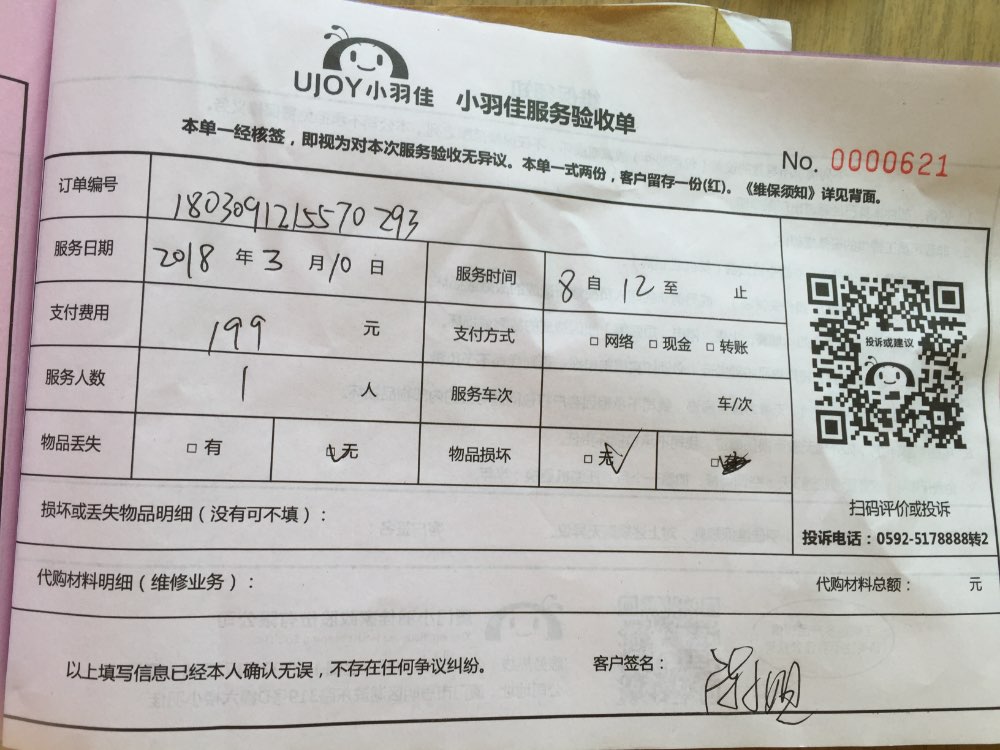 UJOY小羽佳 小羽佳服务验收单
本单一经核签，即视为对本次服务验收无异议。本单一式两份，客户留存一份(红)。《维保须知》详见背面。
No. 0000621
订单编号 1803091215570293
服务日期 2018 年 3 月 10 日 服务时间 8 自 12 至 止
支付费用 199 元 支付方式 □ 网络 □ 现金 □ 转账
服务人数 1 人 服务车次 车/次
物品丢失 □ 有 □ 无 物品损坏 □ 无 □
投诉或建议
扫码评价或投诉
投诉电话：0592-5178888转2
损坏或丢失物品明细（没有可不填）：
代购材料明细（维修业务）： 代购材料总额： 元
以上填写信息已经本人确认无误，不存在任何争议纠纷。 客户签名：